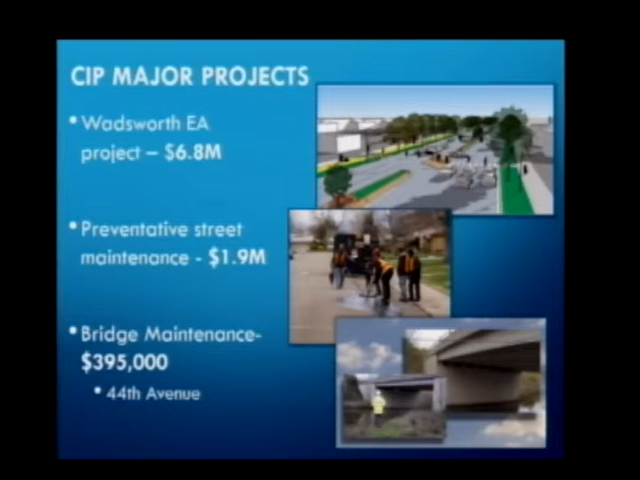 CIP MAJOR PROJECTS
• Wadsworth EA
project – $6.8M
• Preventative street
maintenance - $1.9M
• Bridge Maintenance-
$395,000
• 44th Avenue